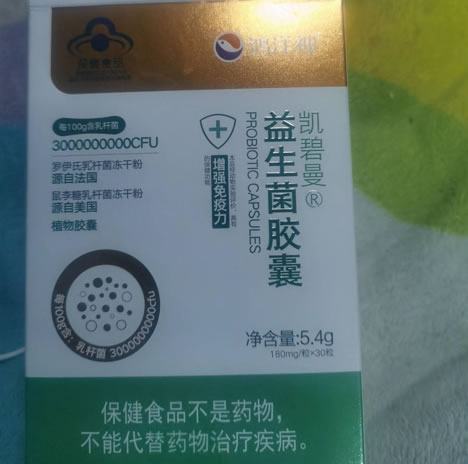 保健食品
每100g含乳杆菌
3000000000CFU
罗伊氏乳杆菌冻干粉
源自法国
鼠李糖乳杆菌冻干粉
源自美国
植物胶囊
凯碧曼®
益生菌胶囊
PROBIOTIC CAPSULES
增强免疫力
的保健功能
每100g含：乳杆菌 3000000000cfu
净含量:5.4g
180mg/粒×30粒
保健食品不是药物，
不能代替药物治疗疾病。